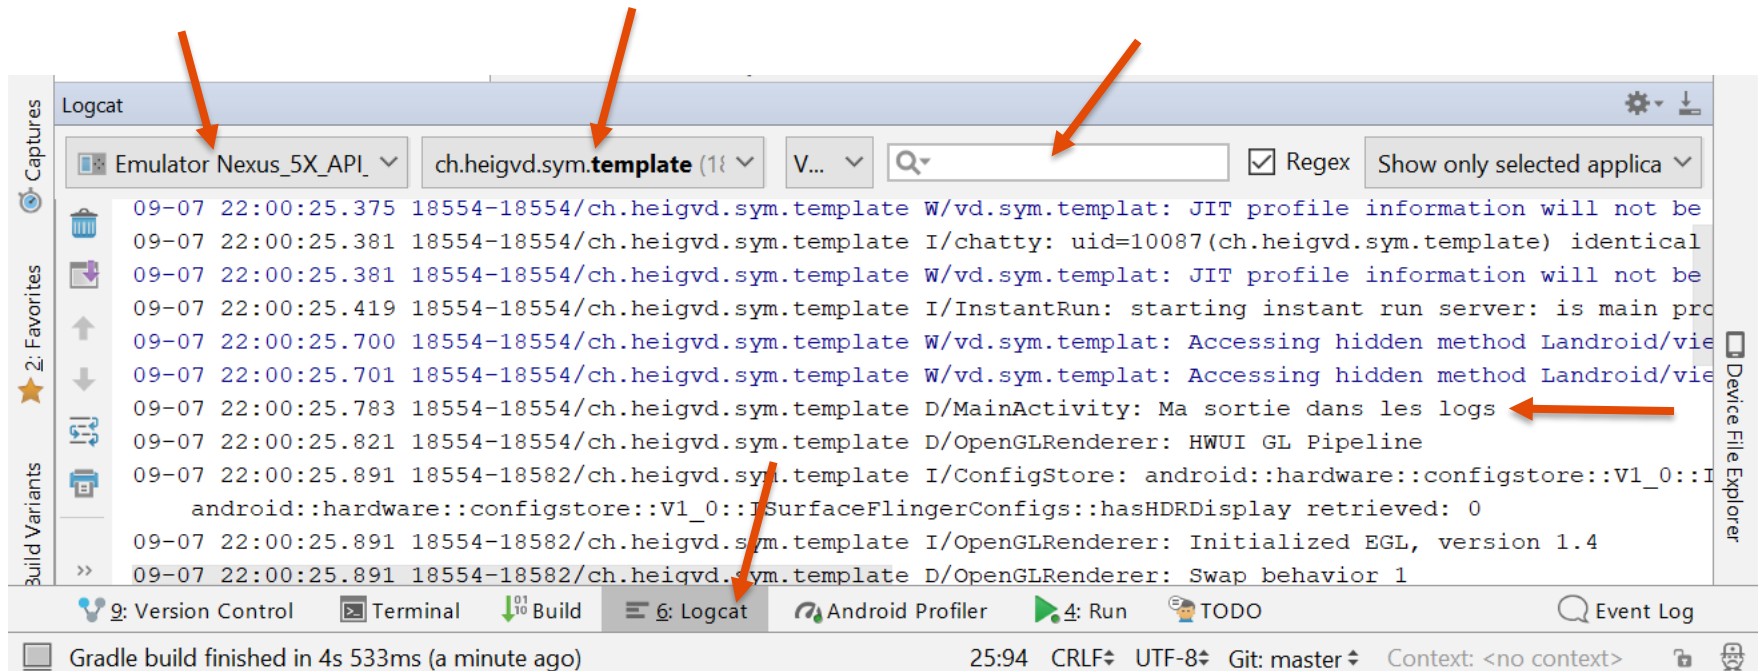 Logcat
Captures
2: Favorites
Build Variants
Emulator Nexus_5X_API_
ch.heigvd.sym.template (18
V...
Regex
Show only selected applica
09-07 22:00:25.375 18554-18554/ch.heigvd.sym.template W/vd.sym.templat: JIT profile information will not be
09-07 22:00:25.381 18554-18554/ch.heigvd.sym.template I/chatty: uid=10087(ch.heigvd.sym.template) identical
09-07 22:00:25.381 18554-18554/ch.heigvd.sym.template W/vd.sym.templat: JIT profile information will not be
09-07 22:00:25.419 18554-18554/ch.heigvd.sym.template I/InstantRun: starting instant run server: is main pro
09-07 22:00:25.700 18554-18554/ch.heigvd.sym.template W/vd.sym.templat: Accessing hidden method Landroid/vie
09-07 22:00:25.701 18554-18554/ch.heigvd.sym.template W/vd.sym.templat: Accessing hidden method Landroid/vie
09-07 22:00:25.783 18554-18554/ch.heigvd.sym.template D/MainActivity: Ma sortie dans les logs
09-07 22:00:25.821 18554-18554/ch.heigvd.sym.template D/OpenGLRenderer: HWUI GL Pipeline
09-07 22:00:25.891 18554-18582/ch.heigvd.sym.template I/ConfigStore: android::hardware::configstore::V1_0::I
android::hardware::configstore::V1_0::ISurfaceFlingerConfigs::hasHDRDisplay retrieved: 0
09-07 22:00:25.891 18554-18582/ch.heigvd.sym.template I/OpenGLRenderer: Initialized EGL, version 1.4
09-07 22:00:25.891 18554-18582/ch.heigvd.sym.template D/OpenGLRenderer: Swap behavior 1
Device File Explorer
9: Version Control
Terminal
Build
6: Logcat
Android Profiler
4: Run
TODO
Event Log
Gradle build finished in 4s 533ms (a minute ago)
25:94 CRLF UTF-8 Git: master Context: <no context>